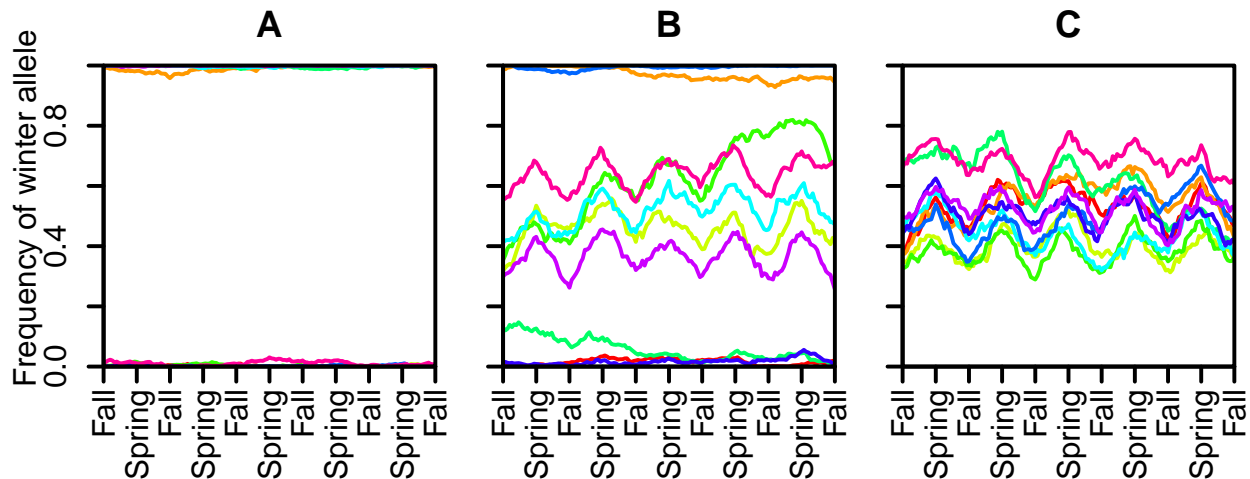 A B C
Frequency of winter allele
0.8
0.4
0.0
Fall Spring Fall Spring Fall Spring Fall Spring Fall Spring Fall
Fall Spring Fall Spring Fall Spring Fall Spring Fall Spring Fall
Fall Spring Fall Spring Fall Spring Fall Spring Fall Spring Fall